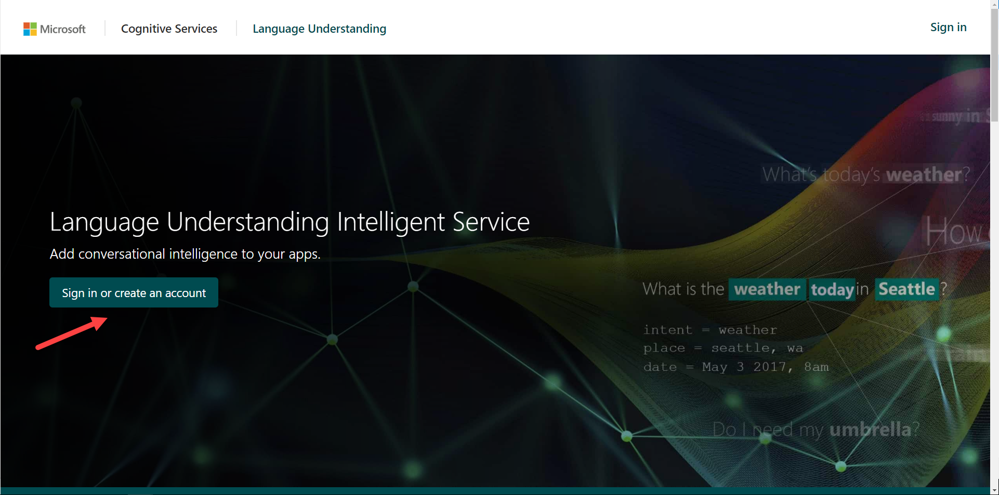 Microsoft
Cognitive Services
Language Understanding
Sign in
sunny in
What's today's weather?
Language Understanding Intelligent Service
How
Add conversational intelligence to your apps.
Sign in or create an account
What is the weather today in Seattle ?
intent = weather
place = seattle, wa
date = May 3 2017, 8am
Do I need my umbrella?